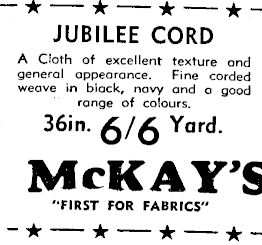 JUBILEE CORD
A Cloth of excellent texture and
general appearance. Fine corded
weave in black, navy and a good
range of colours.
36in. 6/6 Yard.
McKAY'S
"FIRST FOR FABRICS"